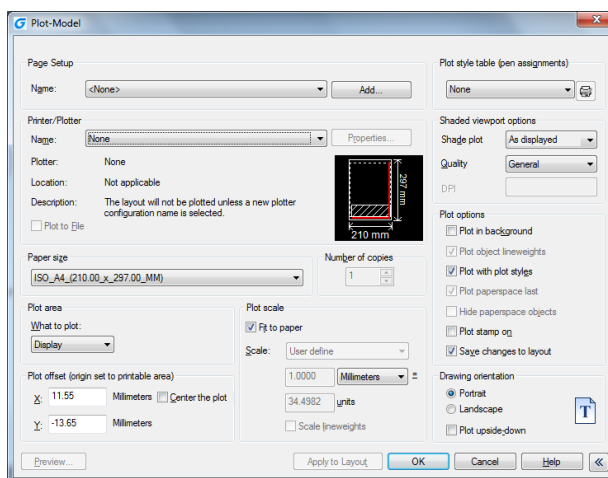 Plot-Model
Page Setup
Name: <None> Add...
Printer/Plotter
Name: None Properties...
Plotter: None
Location: Not applicable
Description: The layout will not be plotted unless a new plotter
configuration name is selected.
Plot to File
297 mm
210 mm
Paper size
ISO_A4_(210.00_x_297.00_MM)
Number of copies
1
Plot area
What to plot:
Display
Plot offset (origin set to printable area)
X: 11.55 Millimeters Center the plot
Y: -13.65 Millimeters
Plot scale
Fit to paper
Scale: User define
1.0000 Millimeters =
34.4982 units
Scale lineweights
Plot style table (pen assignments)
None
Shaded viewport options
Shade plot As displayed
Quality General
DPI
Plot options
Plot in background
Plot object lineweights
Plot with plot styles
Plot paperspace last
Hide paperspace objects
Plot stamp on
Save changes to layout
Drawing orientation
Portrait
Landscape
Plot upside-down
T
Preview... Apply to Layout OK Cancel Help «